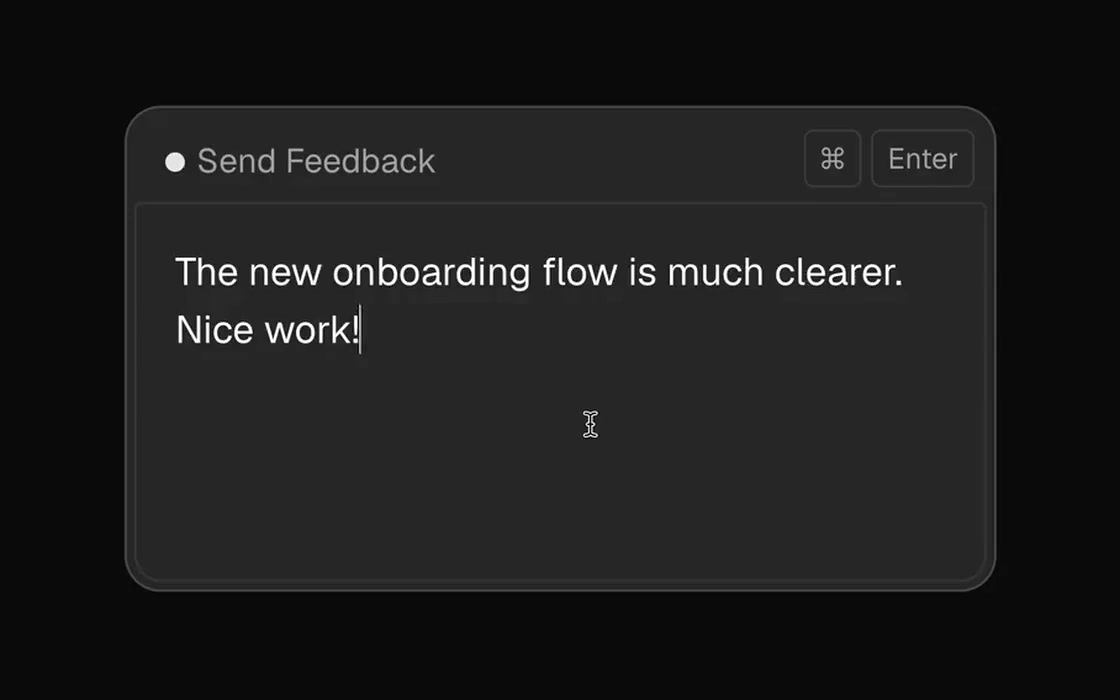 Send Feedback ⌘ Enter
The new onboarding flow is much clearer.
Nice work!